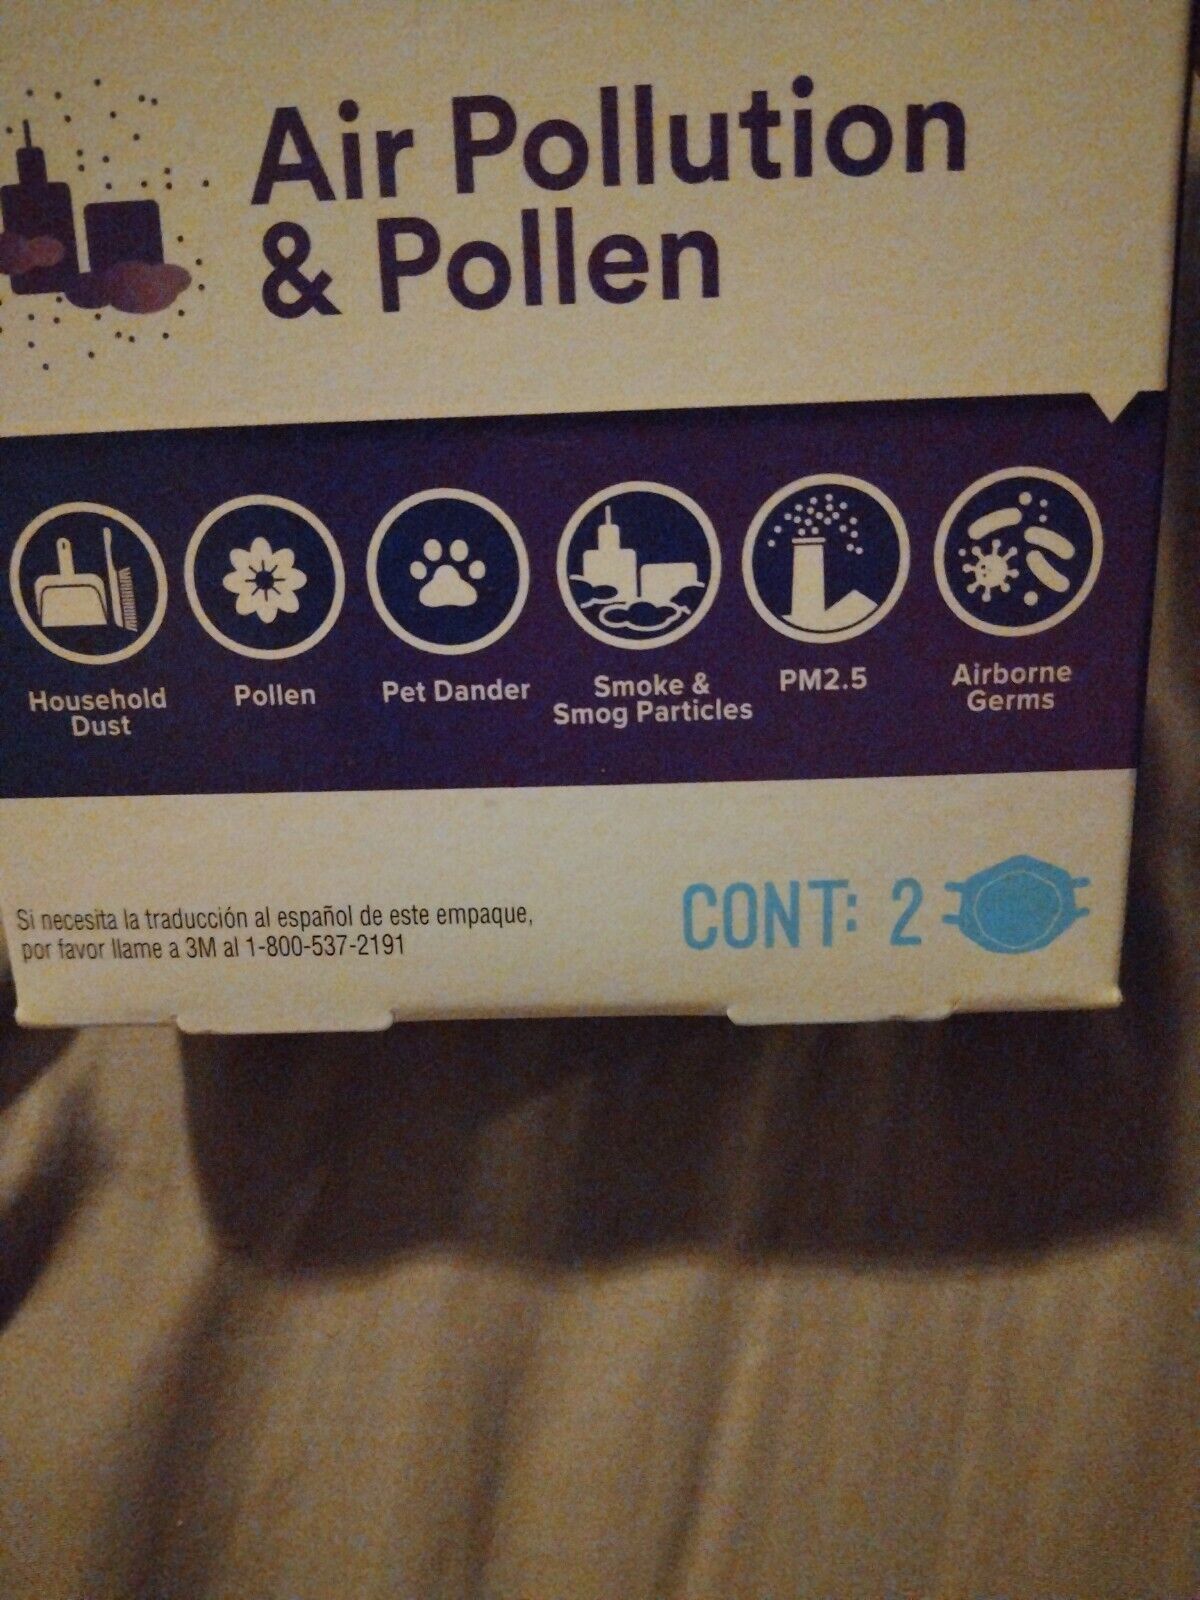 Air Pollution
& Pollen
Household
Dust
Pollen
Pet Dander
Smoke &
Smog Particles
PM2.5
Airborne
Germs
Si necesita la traducción al español de este empaque,
por favor llame a 3M al 1-800-537-2191
CONT: 2